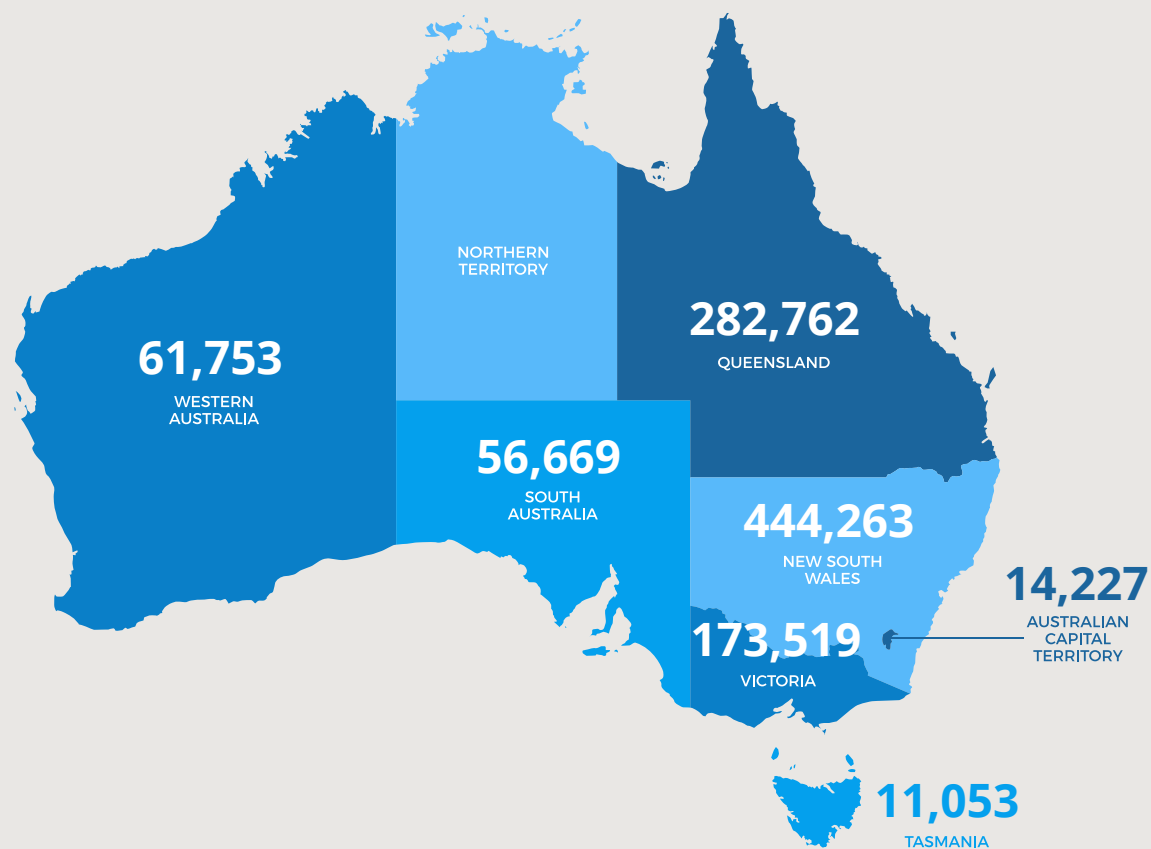 NORTHERN
TERRITORY
282,762
QUEENSLAND
61,753
WESTERN
AUSTRALIA
56,669
SOUTH
AUSTRALIA
444,263
NEW SOUTH
WALES
14,227
AUSTRALIAN
CAPITAL
TERRITORY
173,519
VICTORIA
11,053
TASMANIA